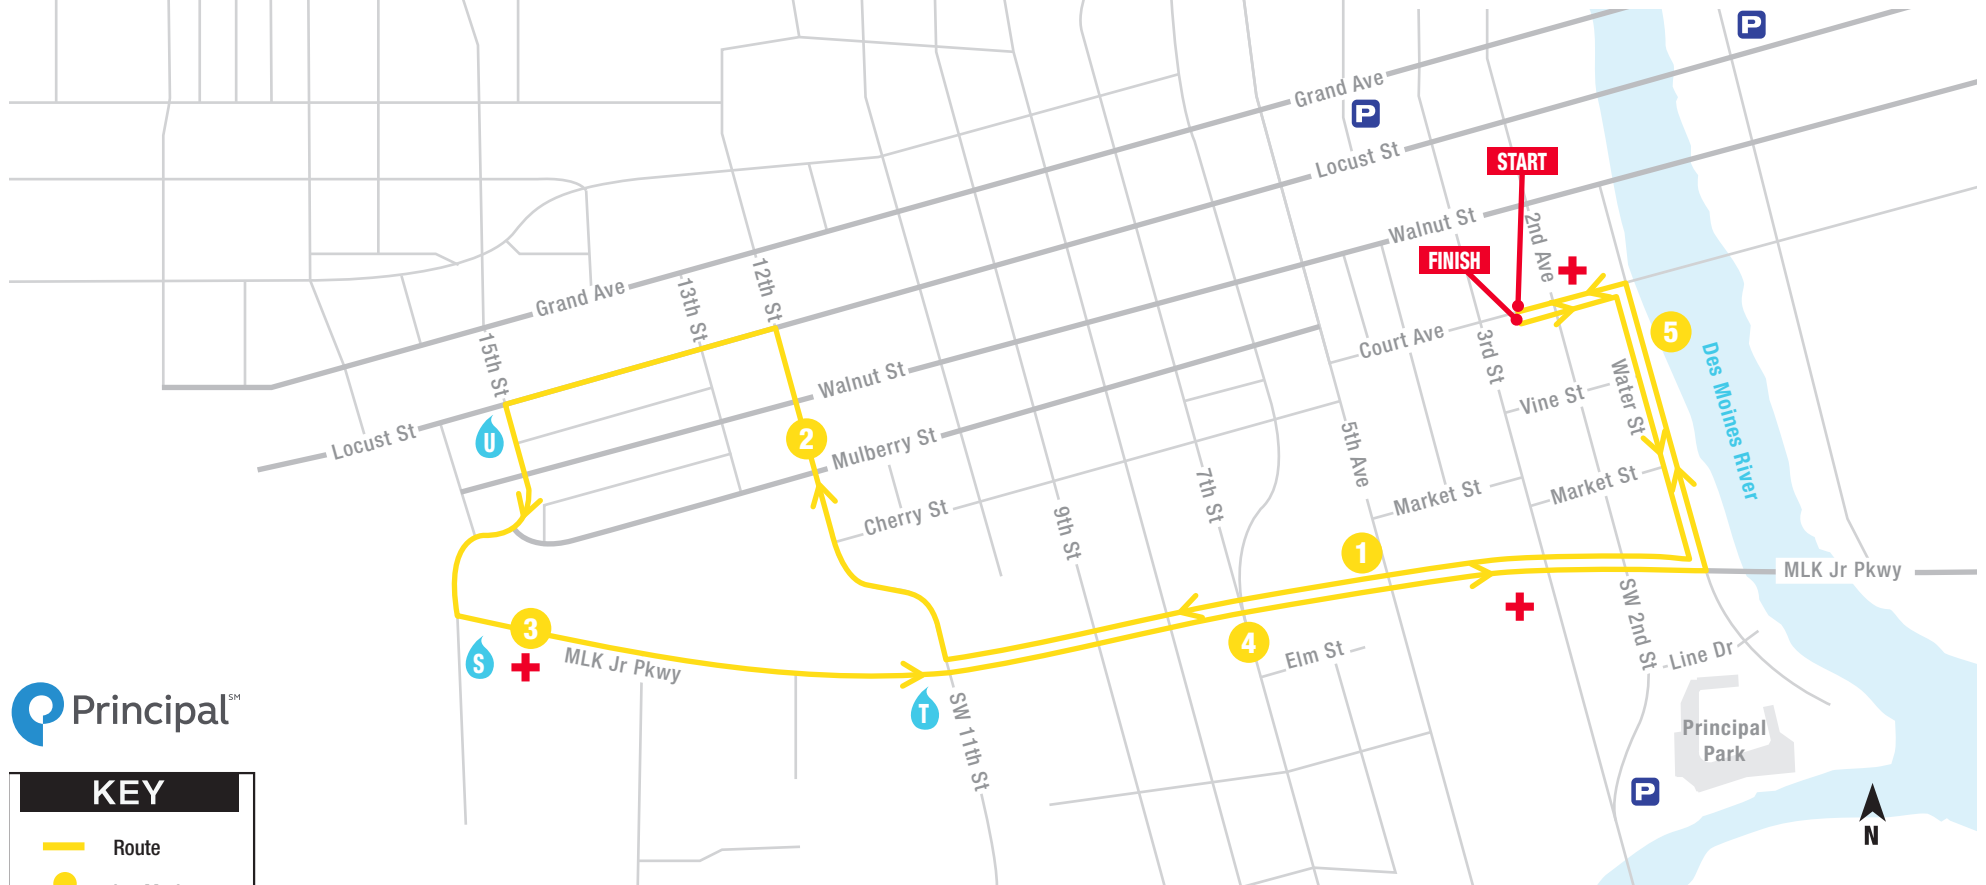 P
Grand Ave
P
Locust St
START
Walnut St
2nd Ave
FINISH
12th St
13th St
Grand Ave
15th St
Court Ave
3rd St
5
Water St
Des Moines River
Vine St
Walnut St
Locust St
U
2
Mulberry St
5th Ave
7th St
9th St
Cherry St
Market St
Market St
1
MLK Jr Pkwy
SW 2nd St
3
S
MLK Jr Pkwy
4
Elm St
Line Dr
T
SW 11th St
Principal℠
Principal
Park
P
N
KEY
Route